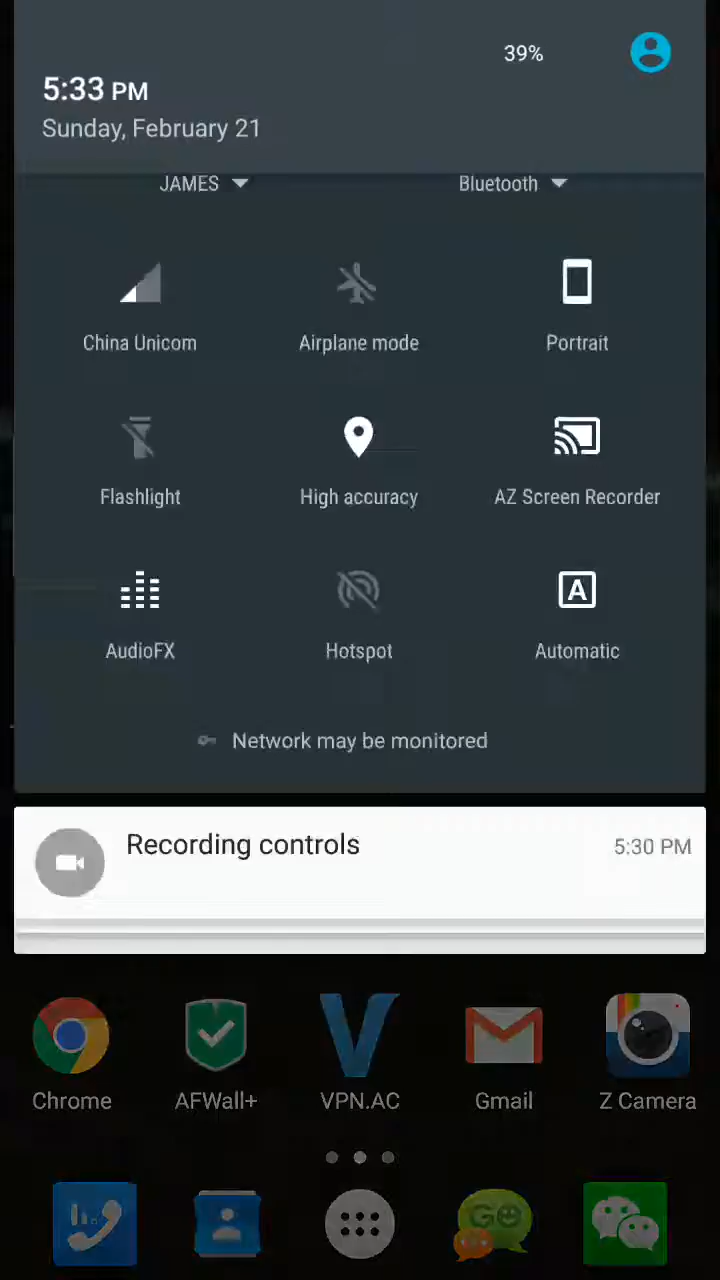 39%
5:33 PM
Sunday, February 21
JAMES Bluetooth
China Unicom Airplane mode Portrait
Flashlight High accuracy AZ Screen Recorder
A
AudioFX Hotspot Automatic
Network may be monitored
Recording controls 5:30 PM
Chrome AFWall+ VPN.AC Gmail Z Camera
GO